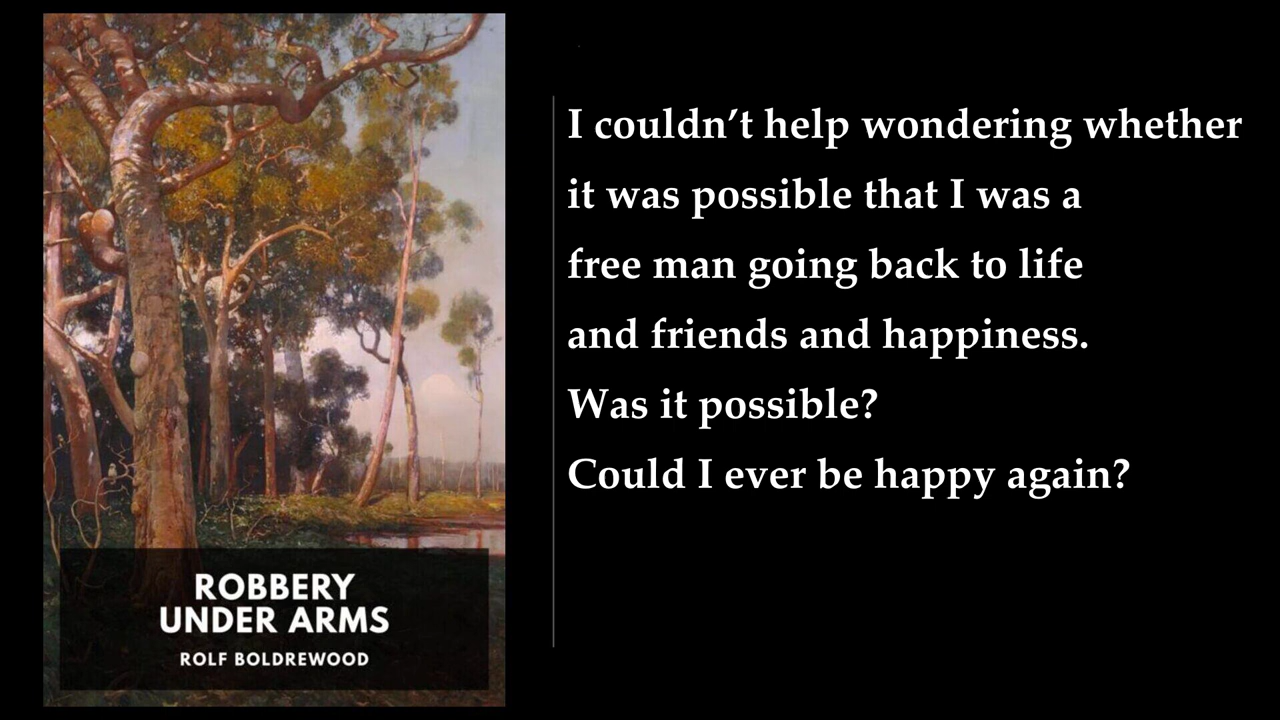 I couldn’t help wondering whether
it was possible that I was a
free man going back to life
and friends and happiness.
Was it possible?
Could I ever be happy again?
ROBBERY
UNDER ARMS
ROLF BOLDREWOOD